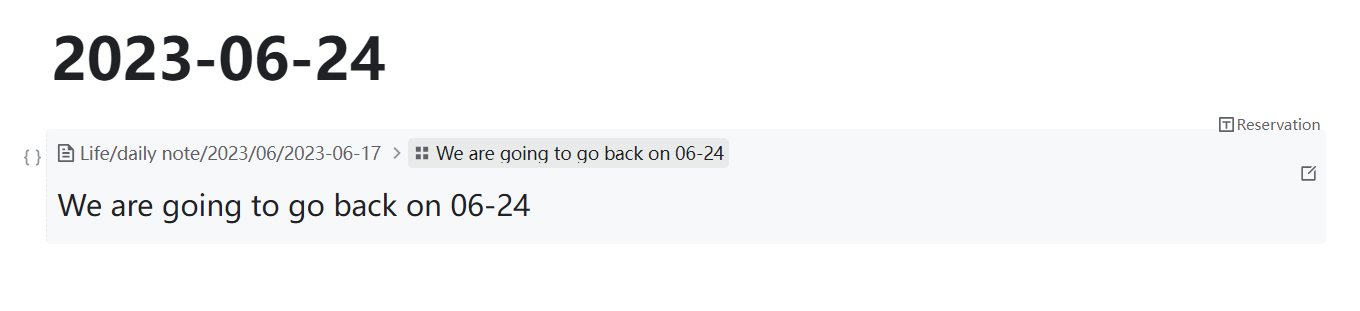 2023-06-24
Reservation
{ }
Life/daily note/2023/06/2023-06-17 > We are going to go back on 06-24
We are going to go back on 06-24